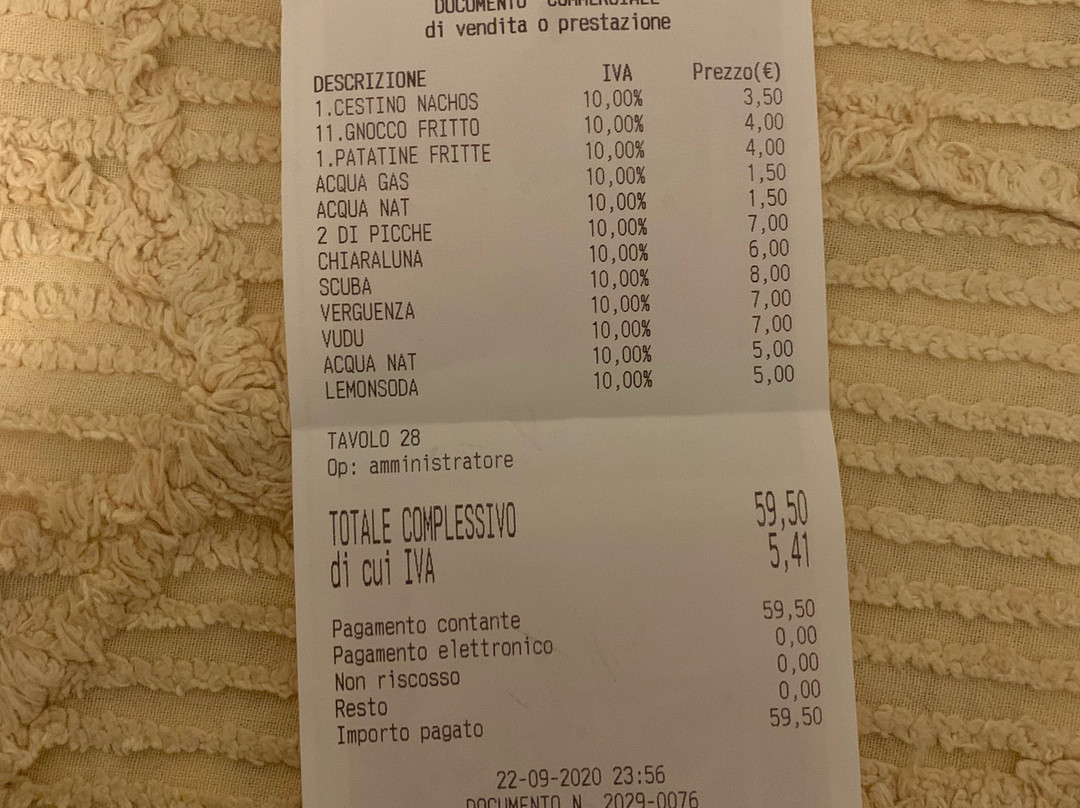 DOCUMENTO COMMERCIALE
di vendita o prestazione
DESCRIZIONE IVA Prezzo(€)
1.CESTINO NACHOS 10,00% 3,50
11.GNOCCO FRITTO 10,00% 4,00
1.PATATINE FRITTE 10,00% 4,00
ACQUA GAS 10,00% 1,50
ACQUA NAT 10,00% 1,50
2 DI PICCHE 10,00% 7,00
CHIARALUNA 10,00% 6,00
SCUBA 10,00% 8,00
VERGUENZA 10,00% 7,00
VUDU 10,00% 7,00
ACQUA NAT 10,00% 5,00
LEMONSODA 10,00% 5,00
TAVOLO 28
Op: amministratore
TOTALE COMPLESSIVO 59,50
di cui IVA 5,41
Pagamento contante 59,50
Pagamento elettronico 0,00
Non riscosso 0,00
Resto 0,00
Importo pagato 59,50
22-09-2020 23:56
DOCUMENTO N. 2029-0076